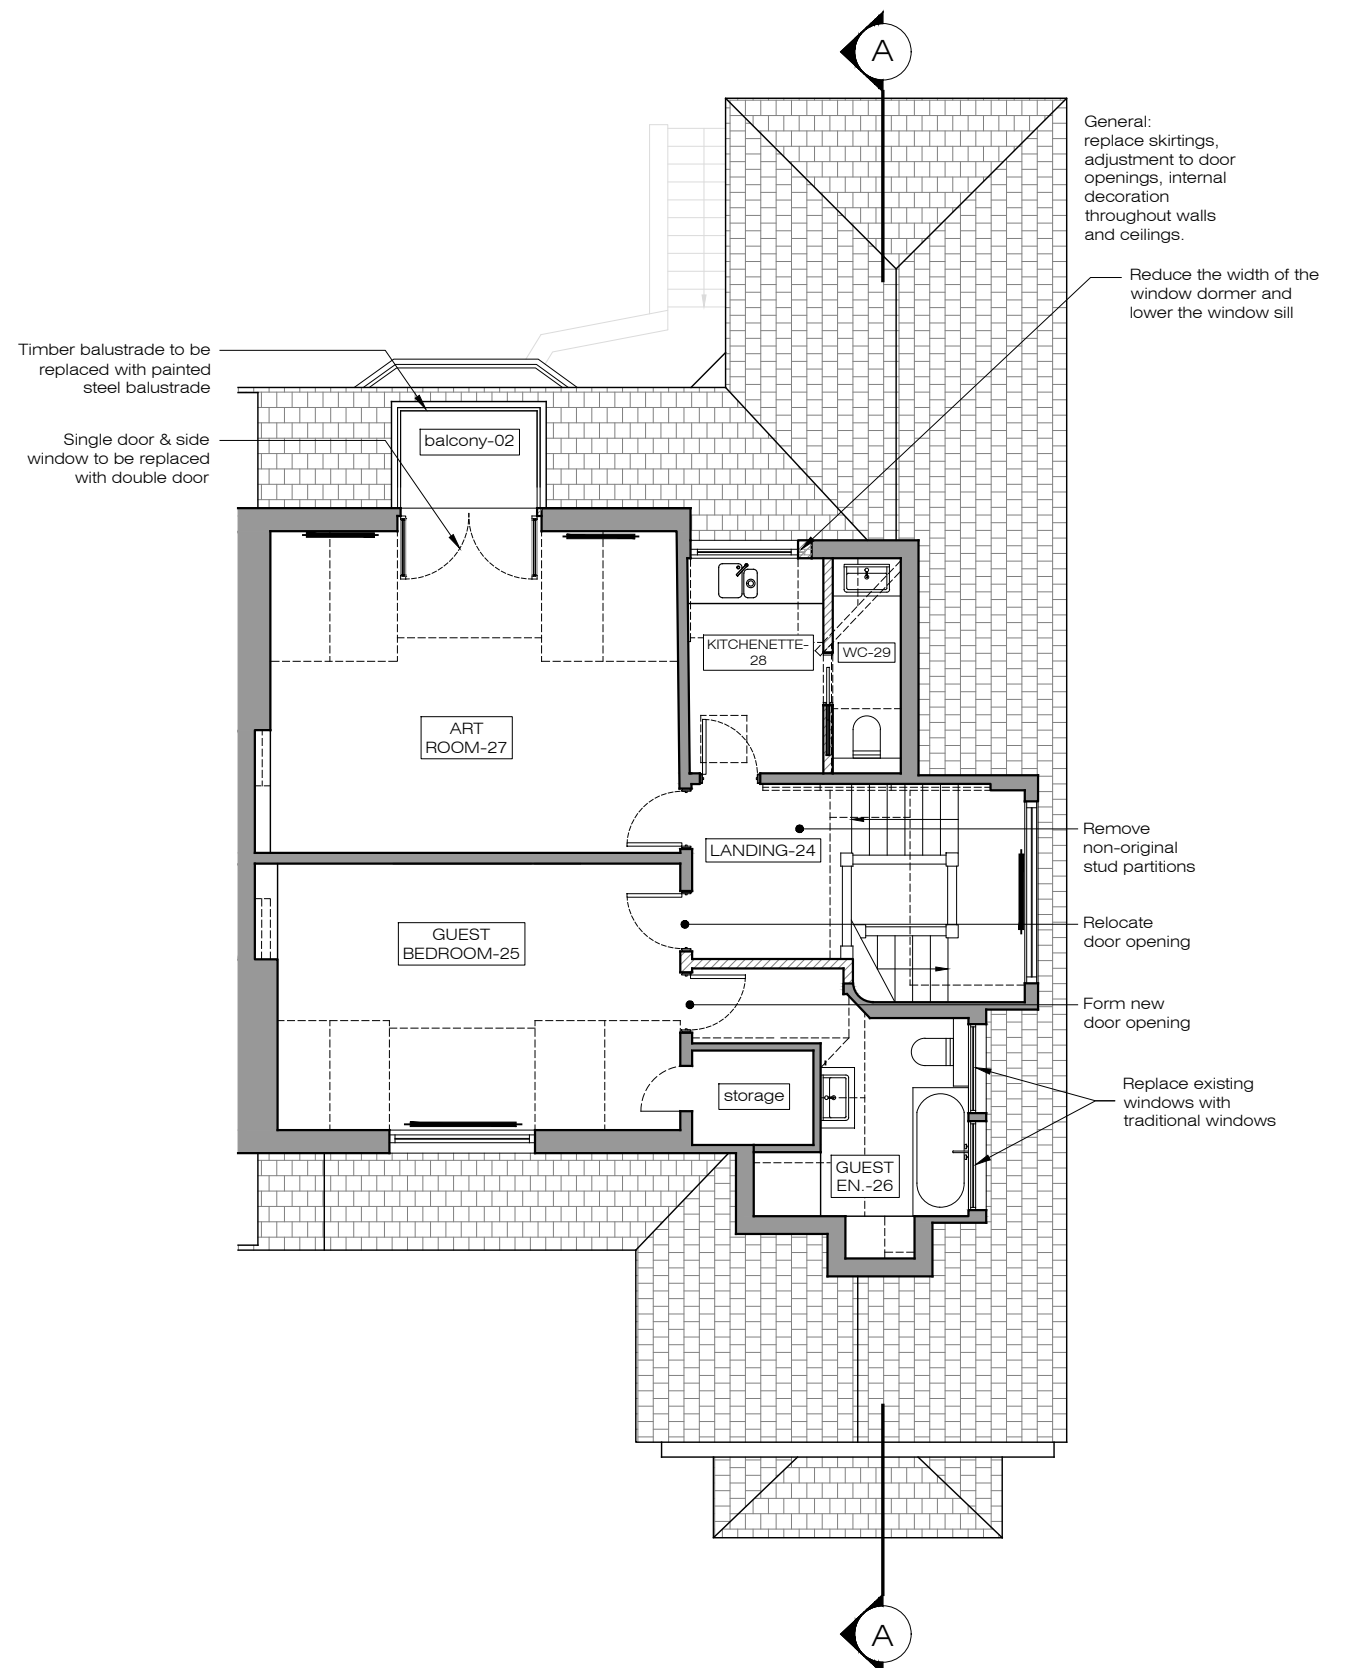 A
General:
replace skirtings,
adjustment to door
openings, internal
decoration
throughout walls
and ceilings.
Reduce the width of the
window dormer and
lower the window sill
Timber balustrade to be
replaced with painted
steel balustrade
Single door & side
window to be replaced
with double door
balcony-02
KITCHENETTE-
28
WC-29
ART
ROOM-27
LANDING-24
Remove
non-original
stud partitions
GUEST
BEDROOM-25
Relocate
door opening
Form new
door opening
storage
Replace existing
windows with
traditional windows
GUEST
EN.-26
A